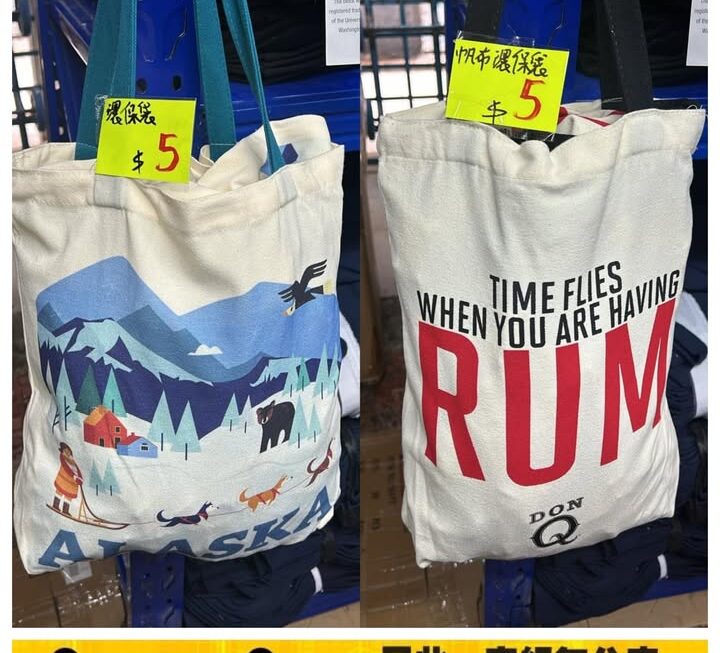 環保袋
$5
ALASKA
帆布環保袋
$5
TIME FLIES
WHEN YOU ARE HAVING
RUM
DON
Q